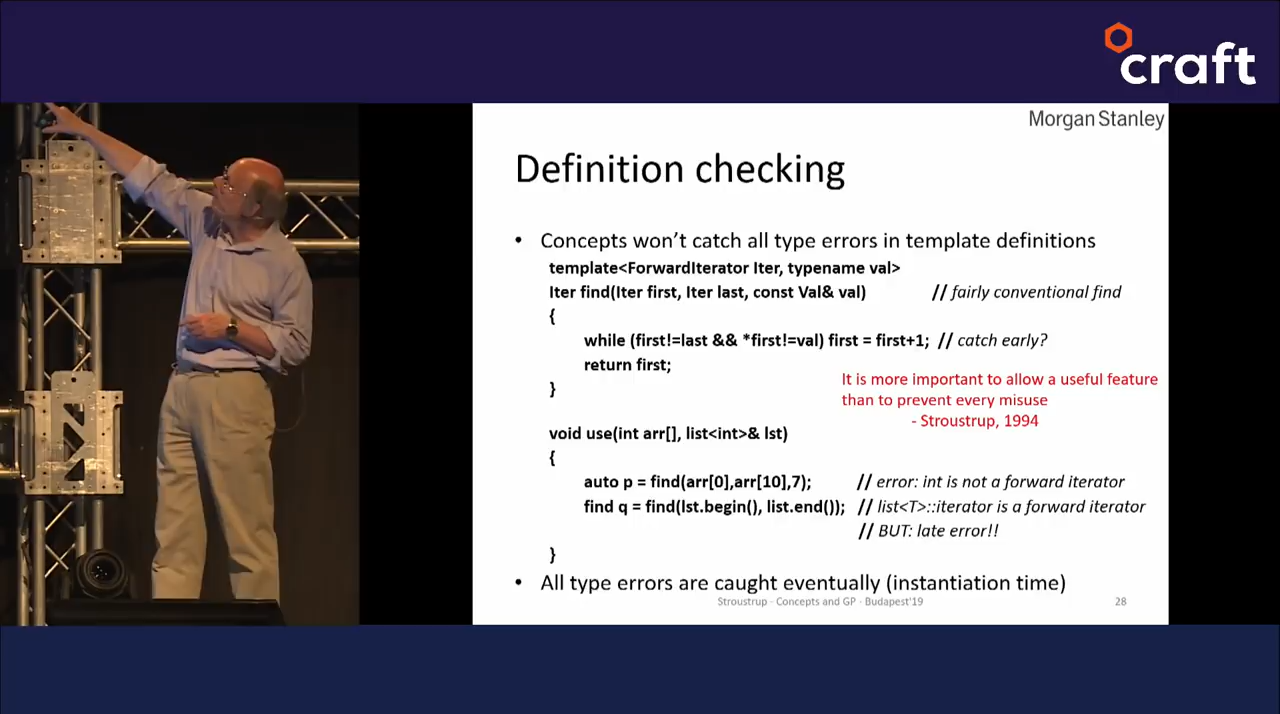 craft
Morgan Stanley
Definition checking
• Concepts won't catch all type errors in template definitions
template<ForwardIterator Iter, typename val>
Iter find(Iter first, Iter last, const Val& val) // fairly conventional find
{
while (first!=last && *first!=val) first = first+1; // catch early?
return first;
}
It is more important to allow a useful feature
than to prevent every misuse
- Stroustrup, 1994
void use(int arr[], list<int>& lst)
{
auto p = find(arr[0],arr[10],7); // error: int is not a forward iterator
find q = find(lst.begin(), list.end()); // list<T>::iterator is a forward iterator
// BUT: late error!!
}
• All type errors are caught eventually (instantiation time)
Stroustrup - Concepts and GP - Budapest'19 28